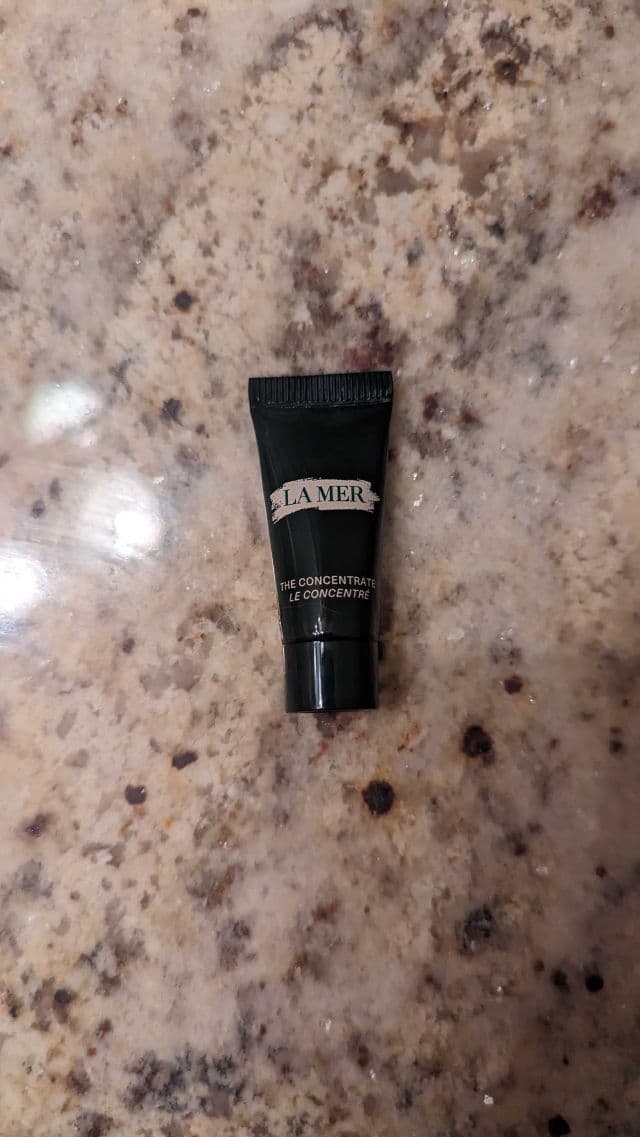 LA MER
THE CONCENTRATE
LE CONCENTRÉ